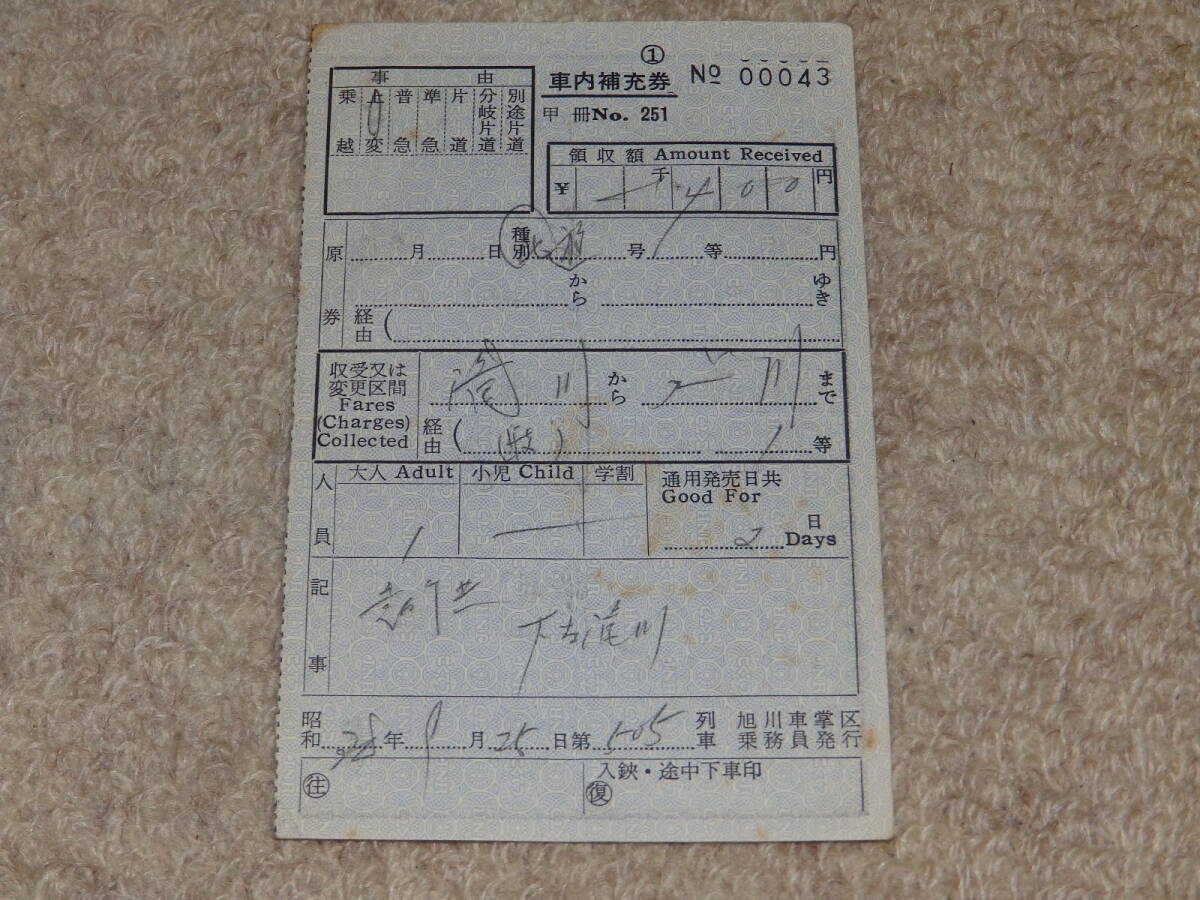 ①
車内補充券 No 00043
甲 冊No. 251
事由
乗越 上変 普急 準急 片道 分岐片道 別途片道
領収額 Amount Received
¥ 千 400 円
原券
月 日 種別 号 等 円
から ゆき
経由(
収受又は変更区間
Fares (Charges) Collected
川 から 川 まで
経由( 1 等
人員
大人 Adult 小児 Child 学割
1
通用発売日共
Good For
2 日 Days
記事
下古滝川
昭和 年 9 月 25 日第 505 列車 旭川車掌区乗務員発行
入鋏・途中下車印
往 復